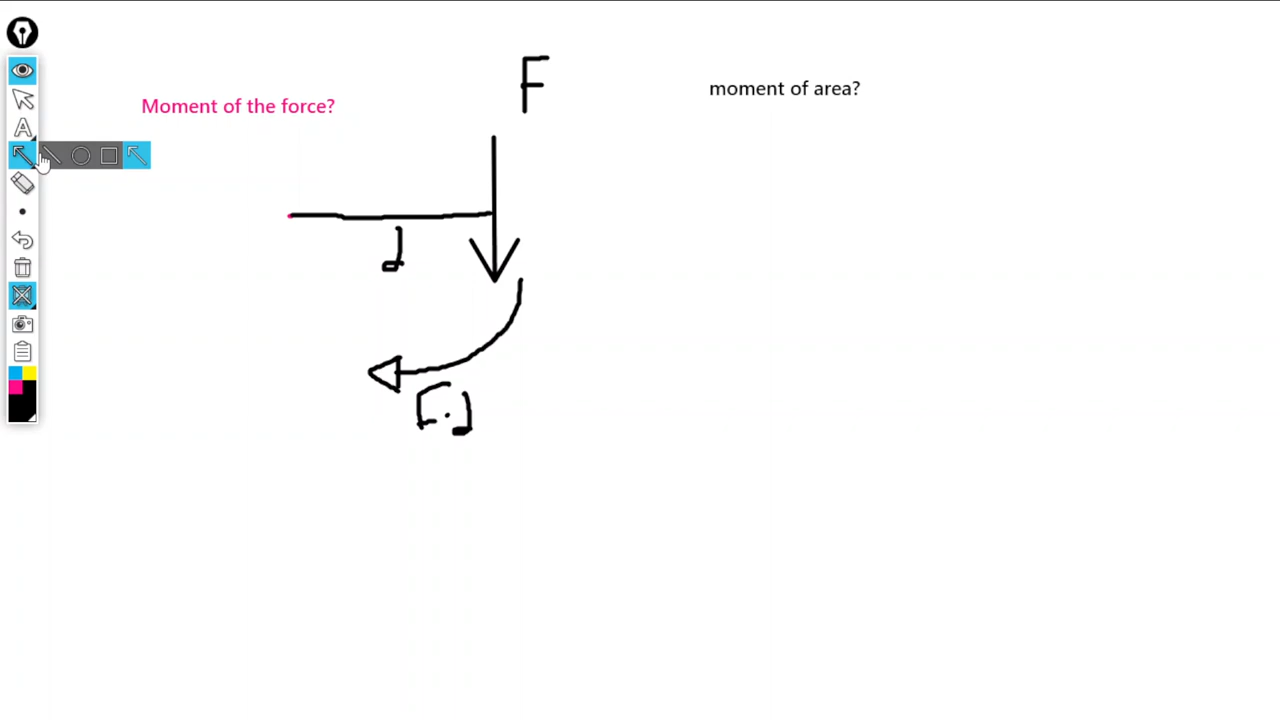 Moment of the force?
F
moment of area?
d
F.d